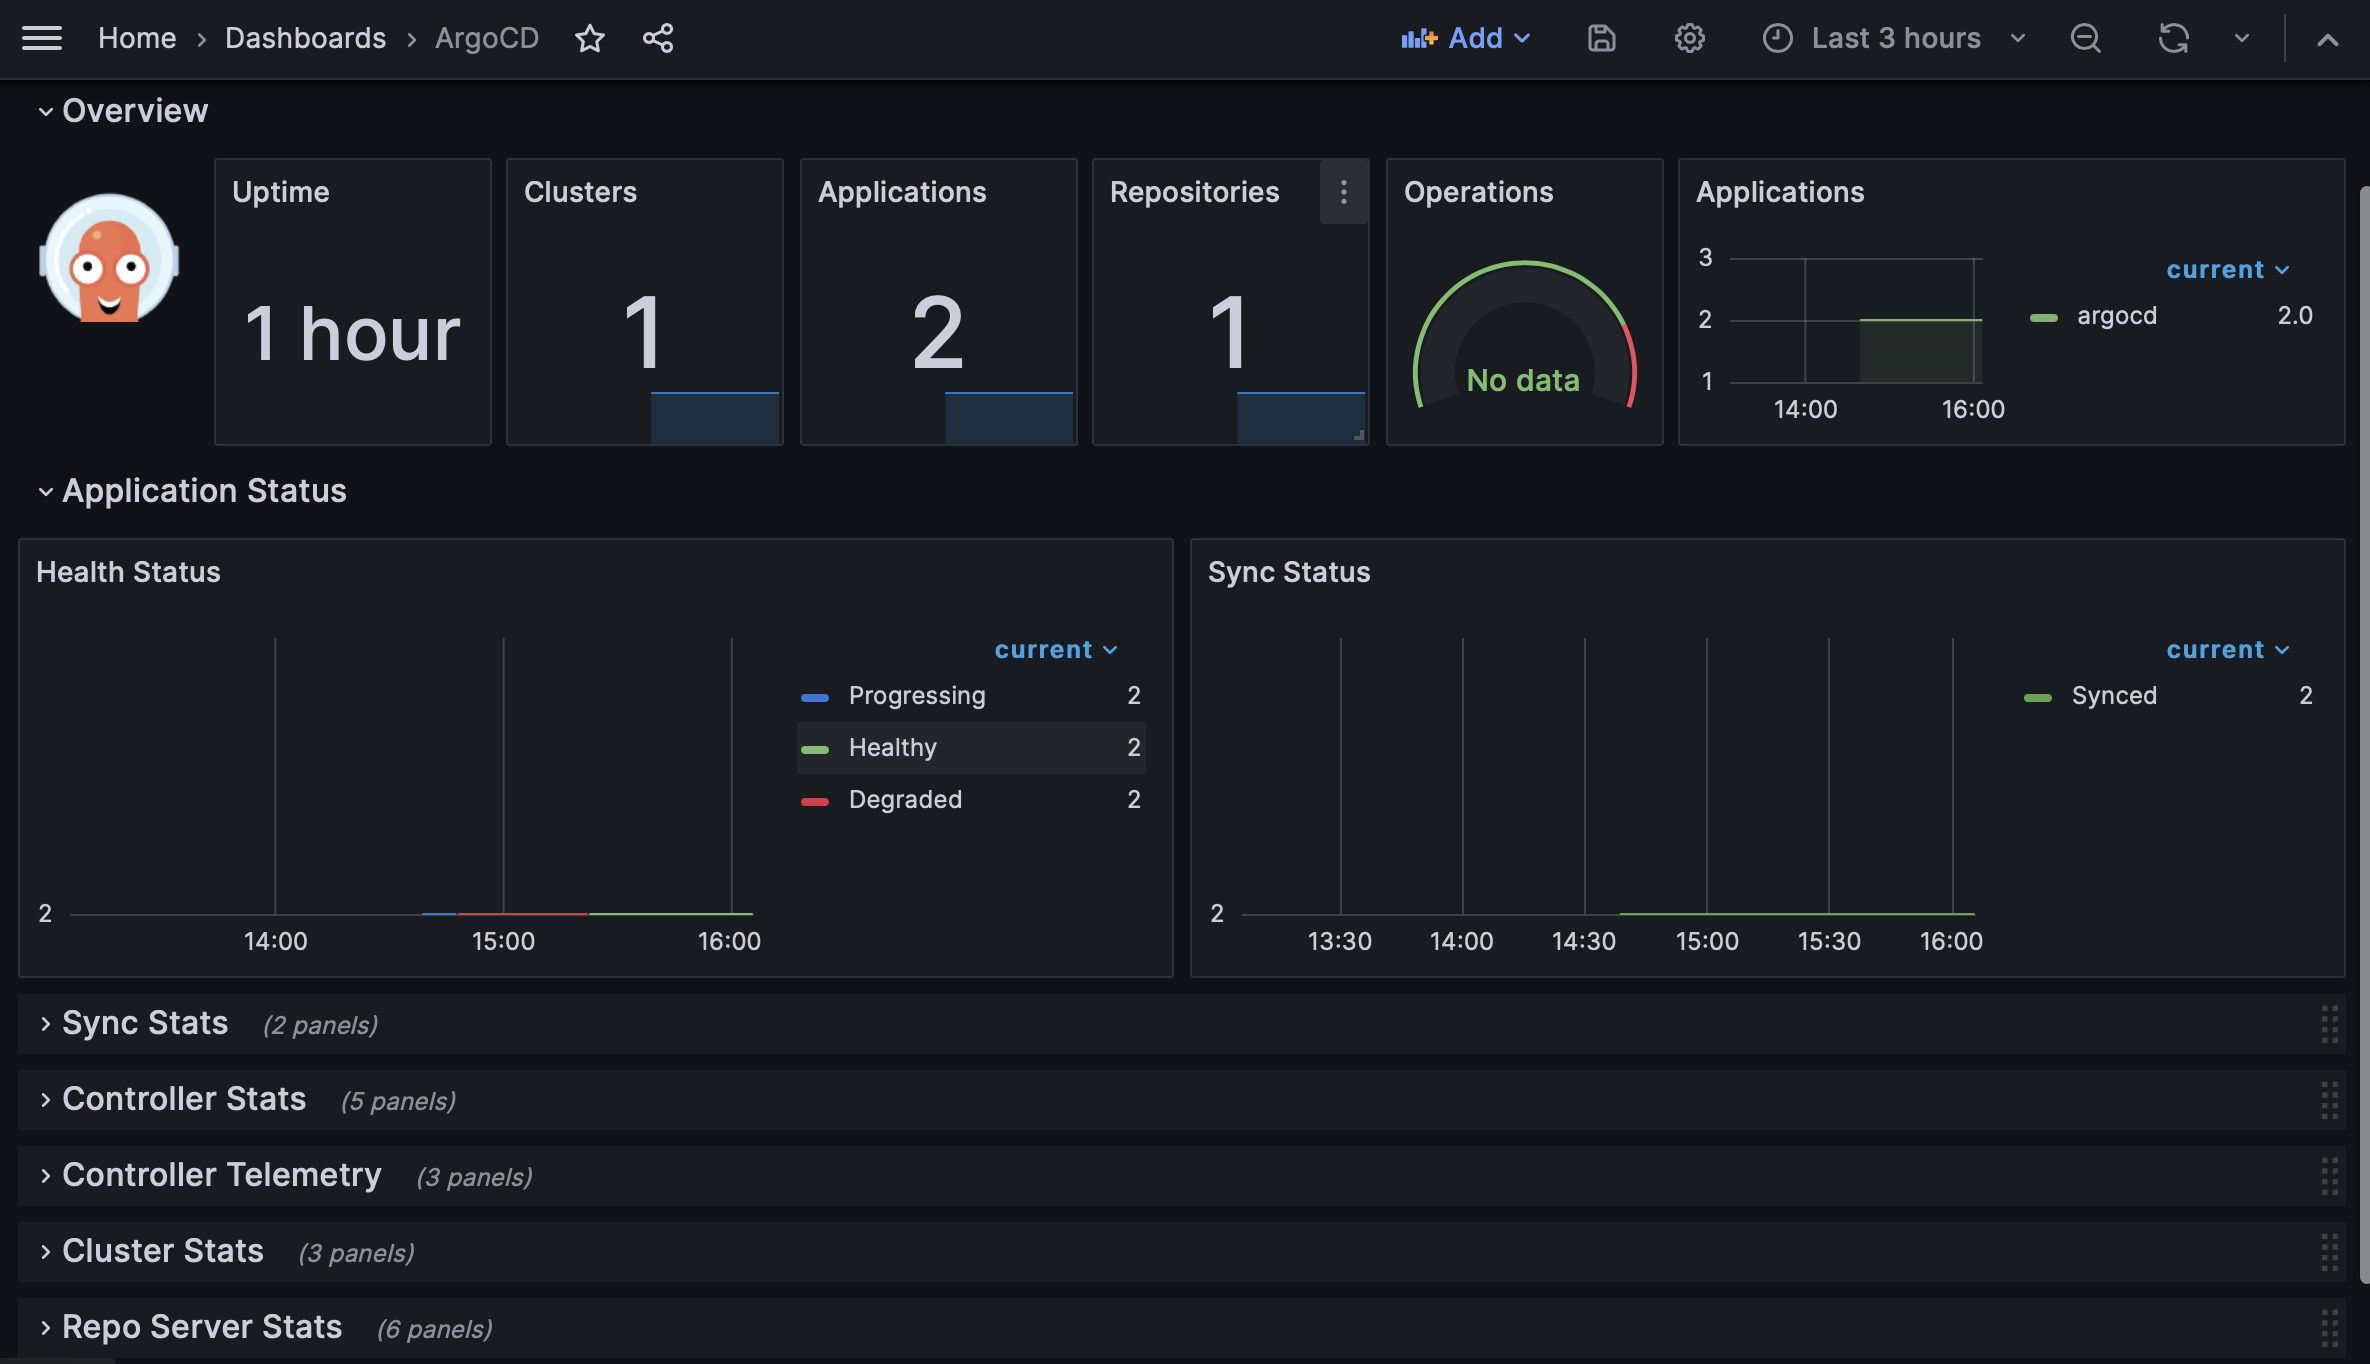 Home › Dashboards › ArgoCD
Add
Last 3 hours
Overview
Uptime
1 hour
Clusters
1
Applications
2
Repositories
1
Operations
No data
Applications
3
2
1
14:00 16:00
current
argocd 2.0
Application Status
Health Status
2
14:00 15:00 16:00
current
Progressing 2
Healthy 2
Degraded 2
Sync Status
2
13:30 14:00 14:30 15:00 15:30 16:00
current
Synced 2
Sync Stats (2 panels)
Controller Stats (5 panels)
Controller Telemetry (3 panels)
Cluster Stats (3 panels)
Repo Server Stats (6 panels)